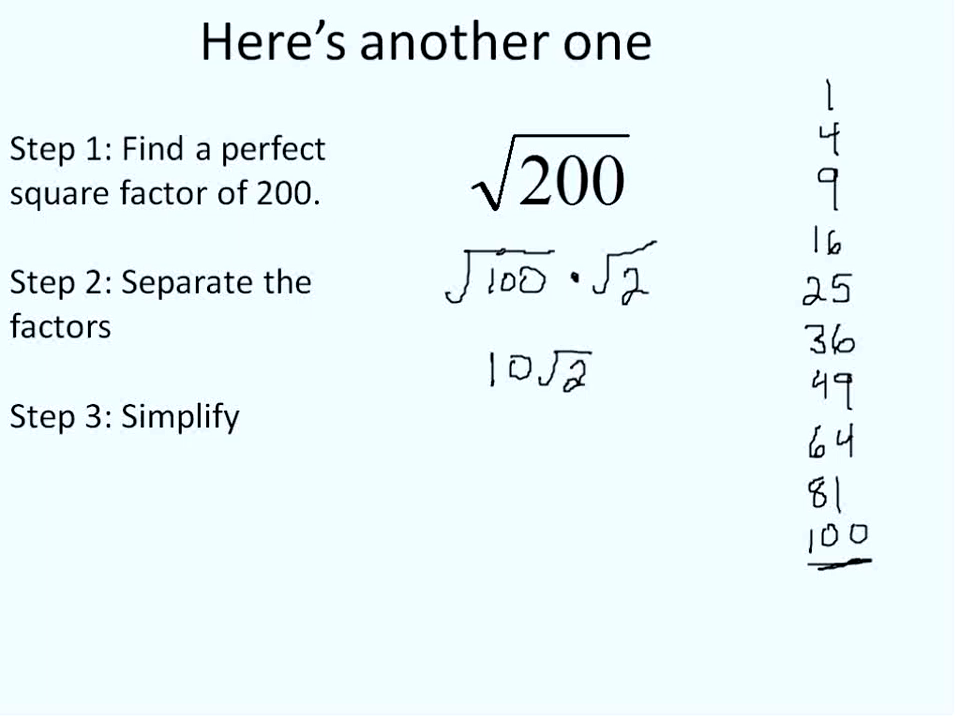 Here's another one
Step 1: Find a perfect
square factor of 200.
Step 2: Separate the
factors
Step 3: Simplify
√200
√100 · √2
10√2
1
4
9
16
25
36
49
64
81
100